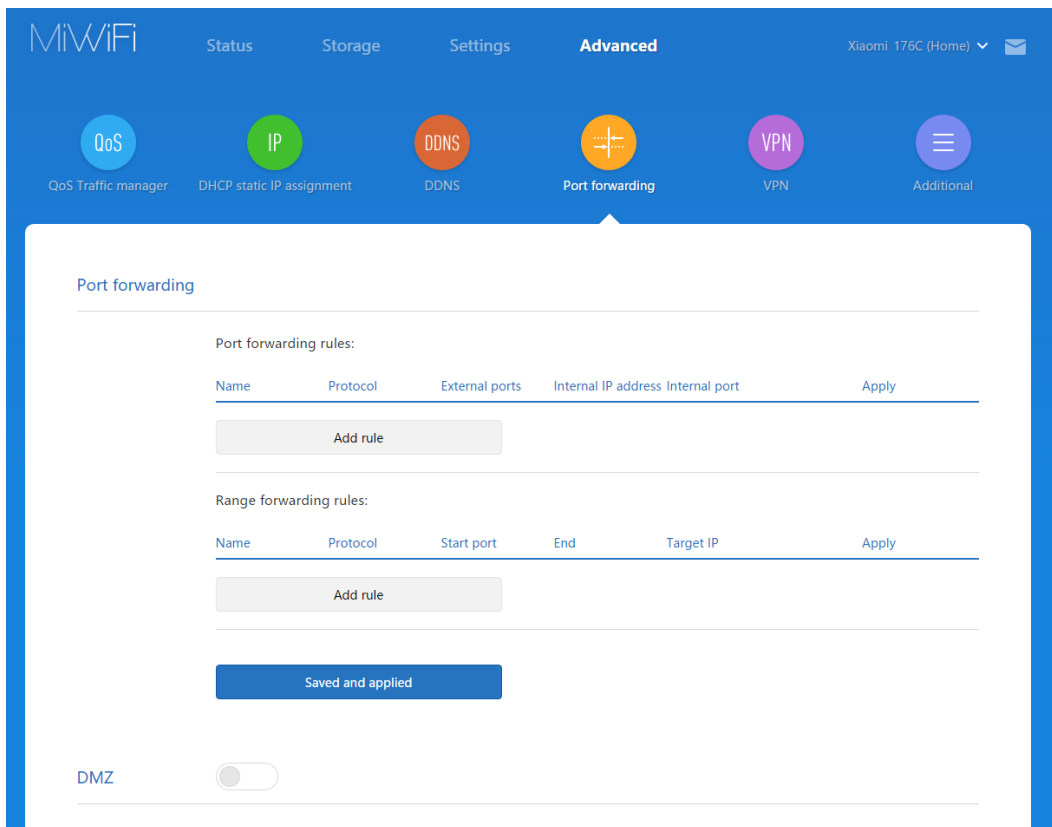 MiWiFi Status Storage Settings Advanced Xiaomi 176C (Home)
QoS IP DDNS VPN
QoS Traffic manager DHCP static IP assignment DDNS Port forwarding VPN Additional
Port forwarding
Port forwarding rules:
Name Protocol External ports Internal IP address Internal port Apply
Add rule
Range forwarding rules:
Name Protocol Start port End Target IP Apply
Add rule
Saved and applied
DMZ